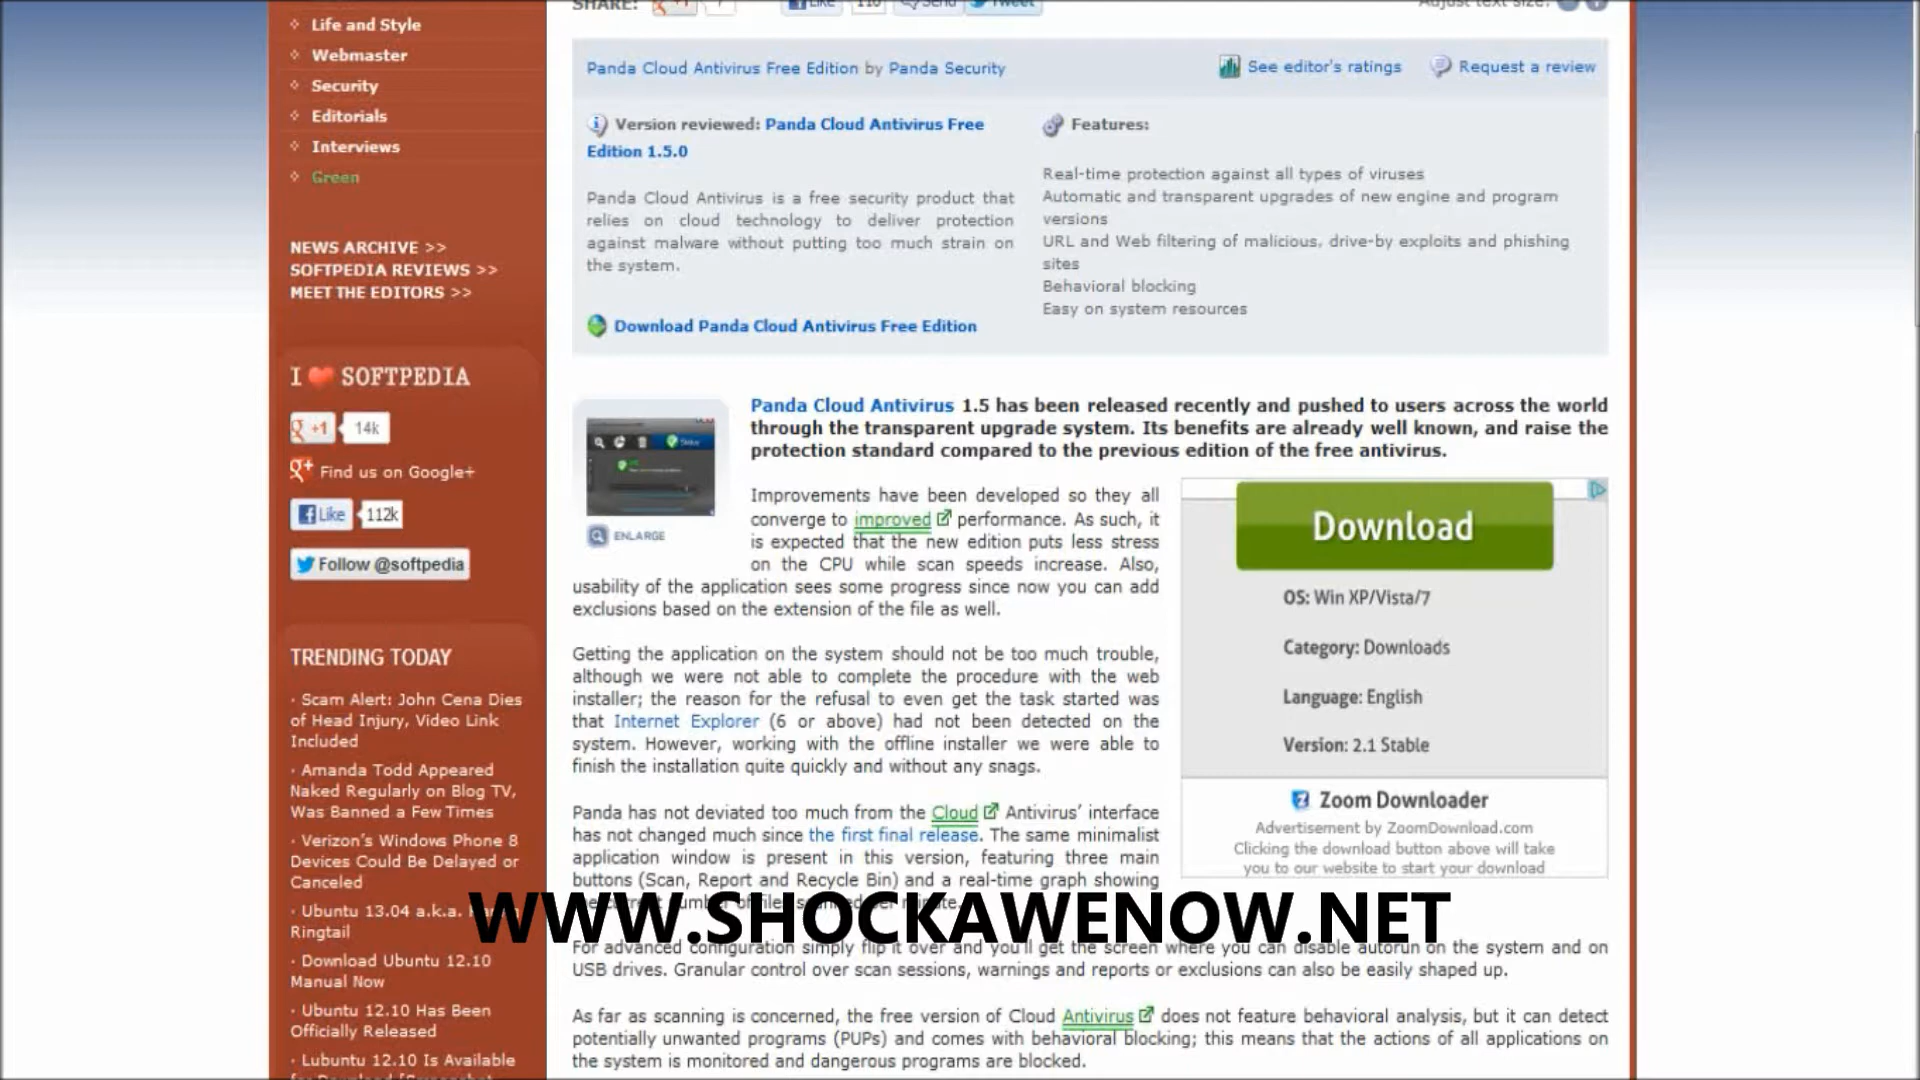 Life and Style
Webmaster
Security
Editorials
Interviews
Green
NEWS ARCHIVE >>
SOFTPEDIA REVIEWS >>
MEET THE EDITORS >>
I SOFTPEDIA
+1 14k
Find us on Google+
Like 112k
Follow @softpedia
TRENDING TODAY
· Scam Alert: John Cena Dies
of Head Injury, Video Link
Included
· Amanda Todd Appeared
Naked Regularly on Blog TV,
Was Banned a Few Times
· Verizon's Windows Phone 8
Devices Could Be Delayed or
Canceled
· Ubuntu 13.04 a.k.a.
Ringtail
· Download Ubuntu 12.10
Manual Now
· Ubuntu 12.10 Has Been
Officially Released
· Lubuntu 12.10 Is Available
SHARE: +1 Like 110 Send Tweet
Adjust text size:
Panda Cloud Antivirus Free Edition by Panda Security
See editor's ratings
Request a review
Version reviewed: Panda Cloud Antivirus Free
Edition 1.5.0
Panda Cloud Antivirus is a free security product that
relies on cloud technology to deliver protection
against malware without putting too much strain on
the system.
Download Panda Cloud Antivirus Free Edition
Features:
Real-time protection against all types of viruses
Automatic and transparent upgrades of new engine and program
versions
URL and Web filtering of malicious, drive-by exploits and phishing
sites
Behavioral blocking
Easy on system resources
ENLARGE
Panda Cloud Antivirus 1.5 has been released recently and pushed to users across the world
through the transparent upgrade system. Its benefits are already well known, and raise the
protection standard compared to the previous edition of the free antivirus.
Improvements have been developed so they all
converge to improved performance. As such, it
is expected that the new edition puts less stress
on the CPU while scan speeds increase. Also,
usability of the application sees some progress since now you can add
exclusions based on the extension of the file as well.
Getting the application on the system should not be too much trouble,
although we were not able to complete the procedure with the web
installer; the reason for the refusal to even get the task started was
that Internet Explorer (6 or above) had not been detected on the
system. However, working with the offline installer we were able to
finish the installation quite quickly and without any snags.
Panda has not deviated too much from the Cloud Antivirus' interface
has not changed much since the first final release. The same minimalist
application window is present in this version, featuring three main
buttons (Scan, Report and Recycle Bin) and a real-time graph showing
Download
OS: Win XP/Vista/7
Category: Downloads
Language: English
Version: 2.1 Stable
Zoom Downloader
Advertisement by ZoomDownload.com
Clicking the download button above will take
you to our website to start your download
WWW.SHOCKAWENOW.NET
For advanced configuration simply flip it over and you'll get the screen where you can disable autorun on the system and on
USB drives. Granular control over scan sessions, warnings and reports or exclusions can also be easily shaped up.
As far as scanning is concerned, the free version of Cloud Antivirus does not feature behavioral analysis, but it can detect
potentially unwanted programs (PUPs) and comes with behavioral blocking; this means that the actions of all applications on
the system is monitored and dangerous programs are blocked.